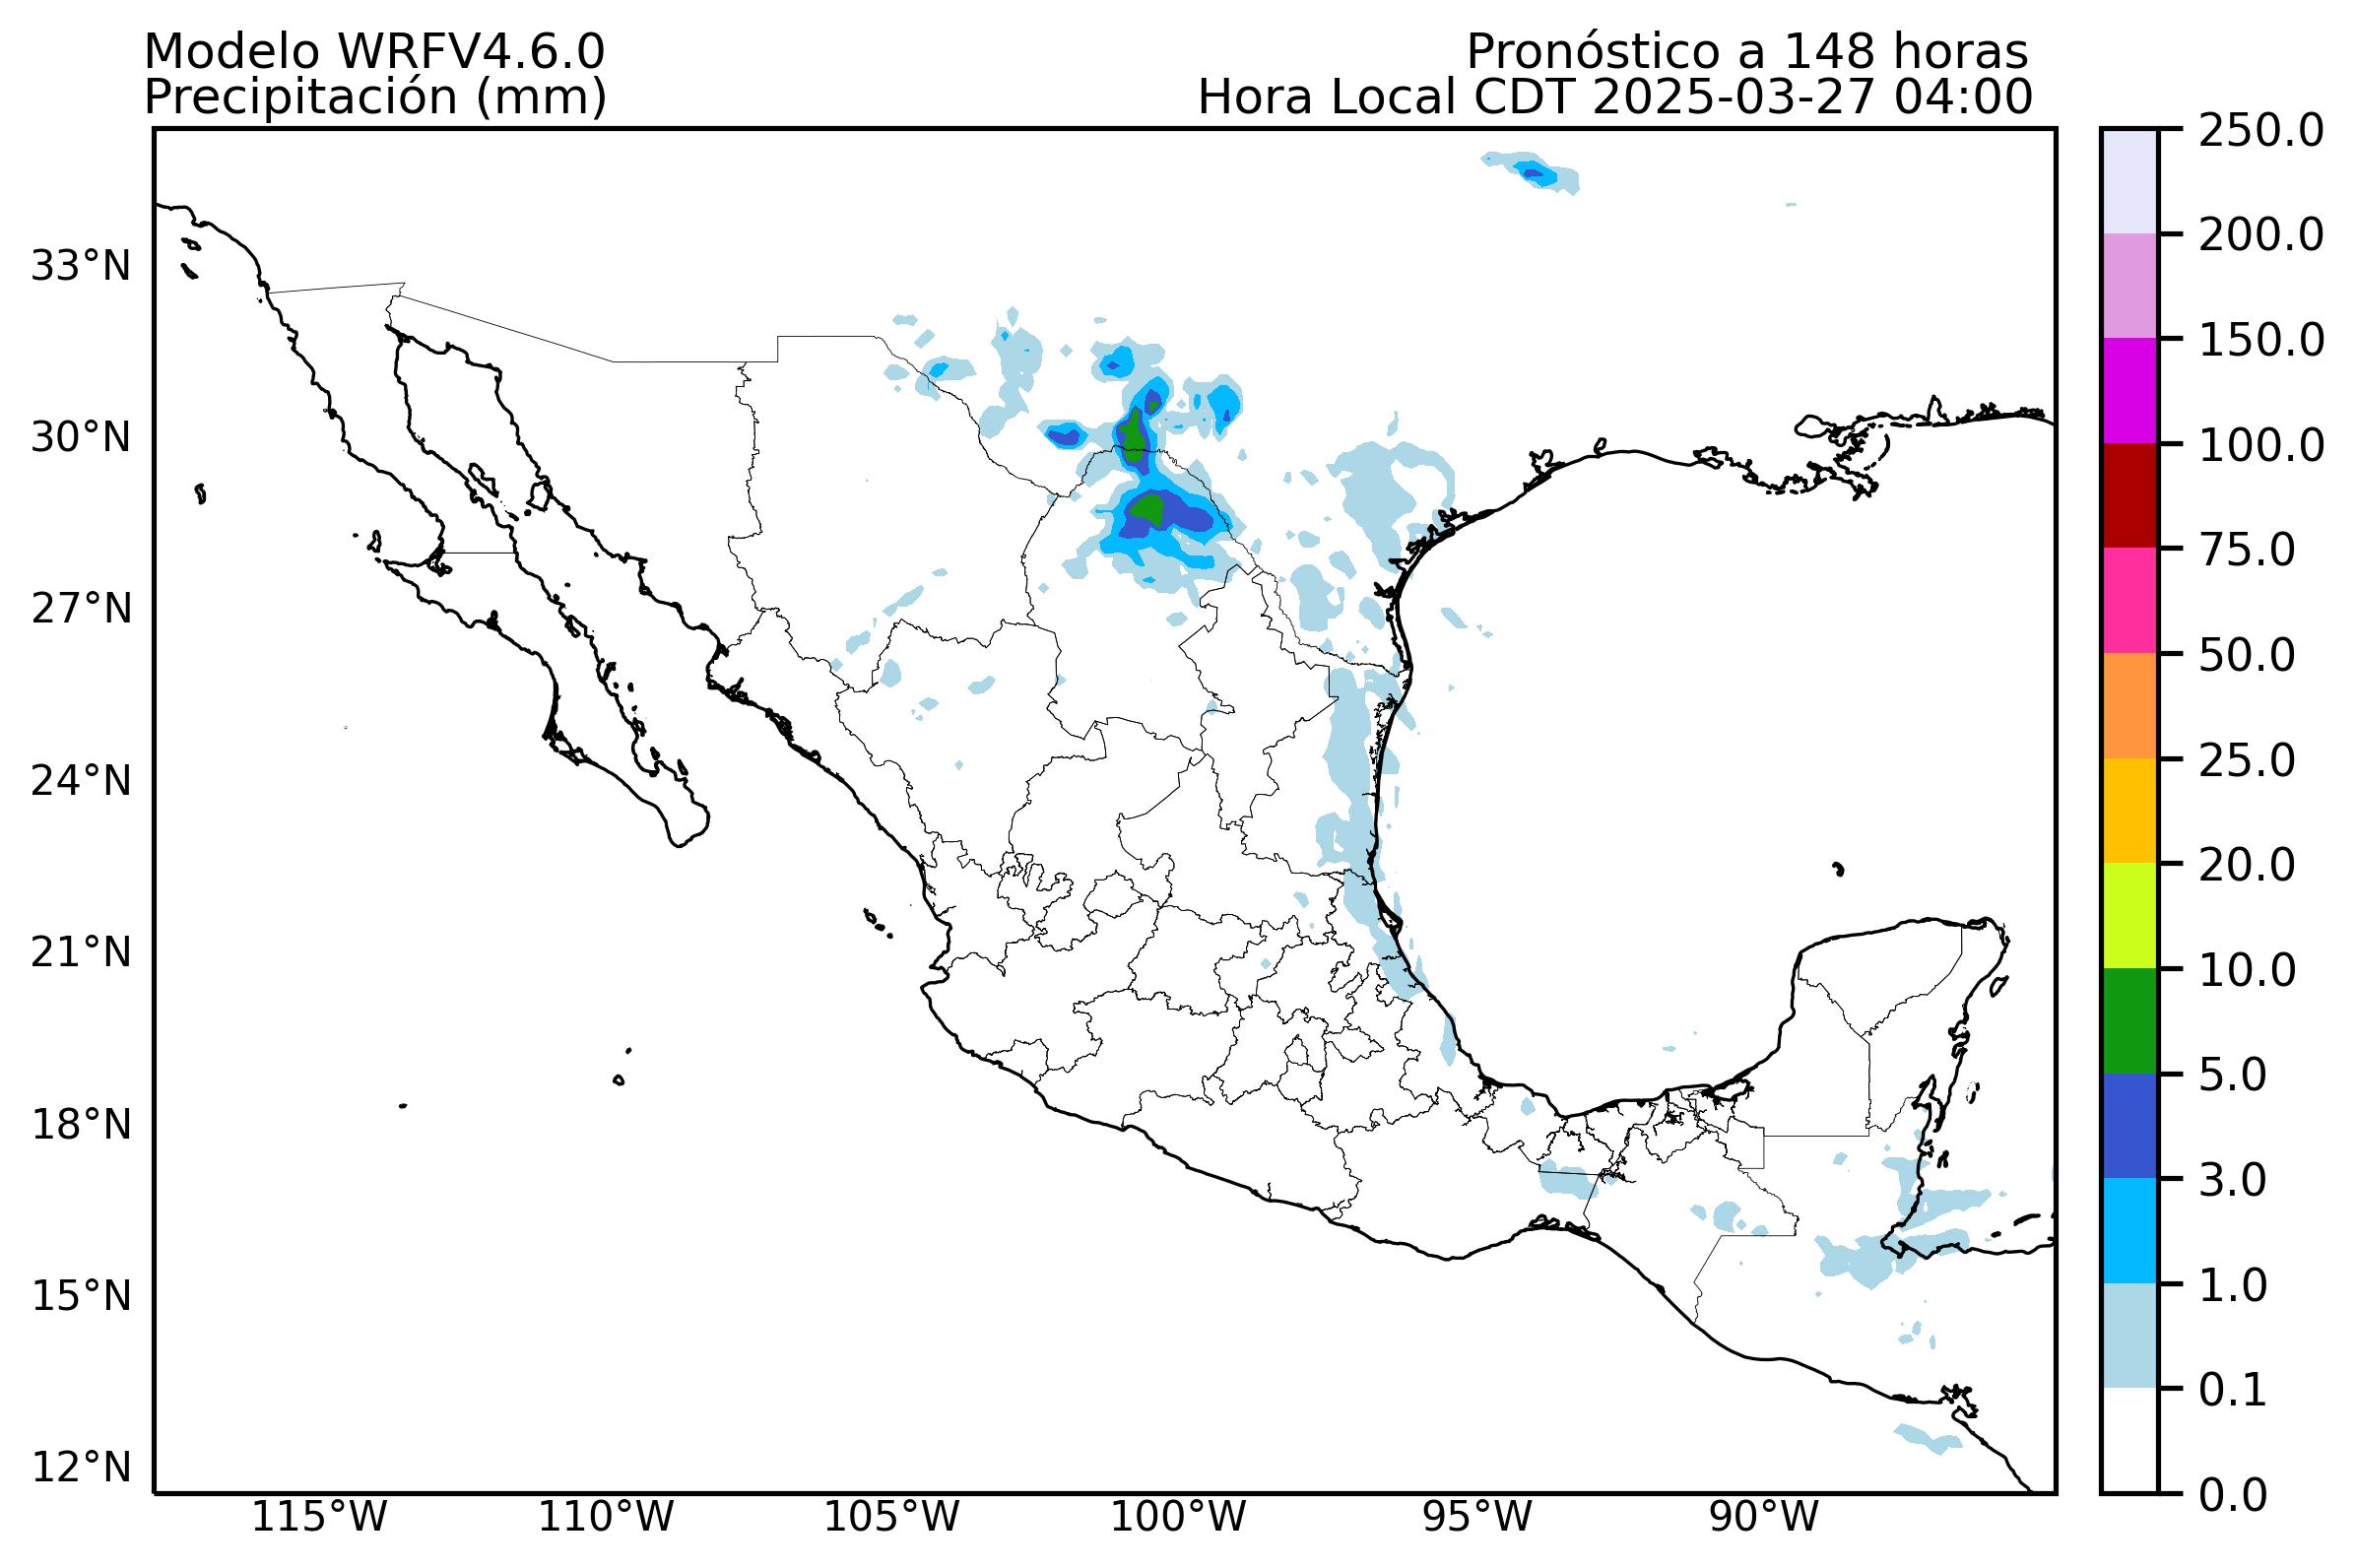 Modelo WRFV4.6.0
Precipitación (mm)
Pronóstico a 148 horas
Hora Local CDT 2025-03-27 04:00
33°N
30°N
27°N
24°N
21°N
18°N
15°N
12°N
115°W
110°W
105°W
100°W
95°W
90°W
250.0
200.0
150.0
100.0
75.0
50.0
25.0
20.0
10.0
5.0
3.0
1.0
0.1
0.0